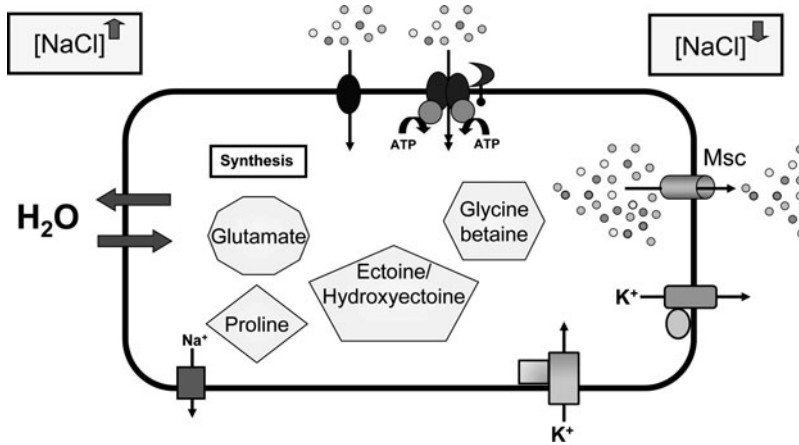 [NaCl]
[NaCl]
ATP
ATP
Synthesis
Msc
H₂O
Glutamate
Glycine
betaine
Ectoine/
Hydroxyectoine
Proline
K⁺
Na⁺
K⁺